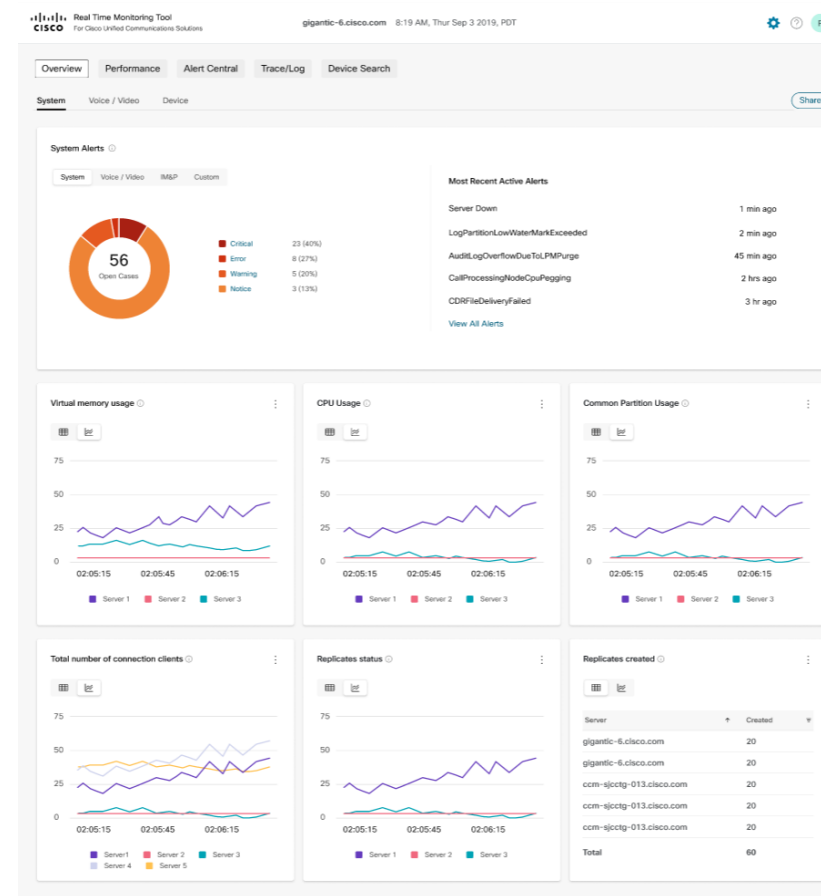 CISCO
Real Time Monitoring Tool
For Cisco Unified Communications Solutions
gigantic-6.cisco.com 8:19 AM, Thur Sep 3 2019, PDT
Overview Performance Alert Central Trace/Log Device Search
System Voice / Video Device
Share
System Alerts
System Voice / Video IM&P Custom
56
Open Cases
Critical 23 (40%)
Error 8 (27%)
Warning 5 (20%)
Notice 3 (13%)
Most Recent Active Alerts
Server Down 1 min ago
LogPartitionLowWaterMarkExceeded 2 min ago
AuditLogOverflowDueToLPMPurge 45 min ago
CallProcessingNodeCpuPegging 2 hrs ago
CDRFileDeliveryFailed 3 hr ago
View All Alerts
Virtual memory usage
75
50
25
0
02:05:15 02:05:45 02:06:15
Server 1 Server 2 Server 3
CPU Usage
75
50
25
0
02:05:15 02:05:45 02:06:15
Server 1 Server 2 Server 3
Common Partition Usage
75
50
25
0
02:05:15 02:05:45 02:06:15
Server 1 Server 2 Server 3
Total number of connection clients
75
50
25
0
02:05:15 02:05:45 02:06:15
Server1 Server 2 Server 3
Server 4 Server 5
Replicates status
75
50
25
0
02:05:15 02:05:45 02:06:15
Server 1 Server 2 Server 3
Replicates created
Server Created
gigantic-6.cisco.com 20
gigantic-6.cisco.com 20
ccm-sjcctg-013.cisco.com 20
ccm-sjcctg-013.cisco.com 20
ccm-sjcctg-013.cisco.com 20
Total 60